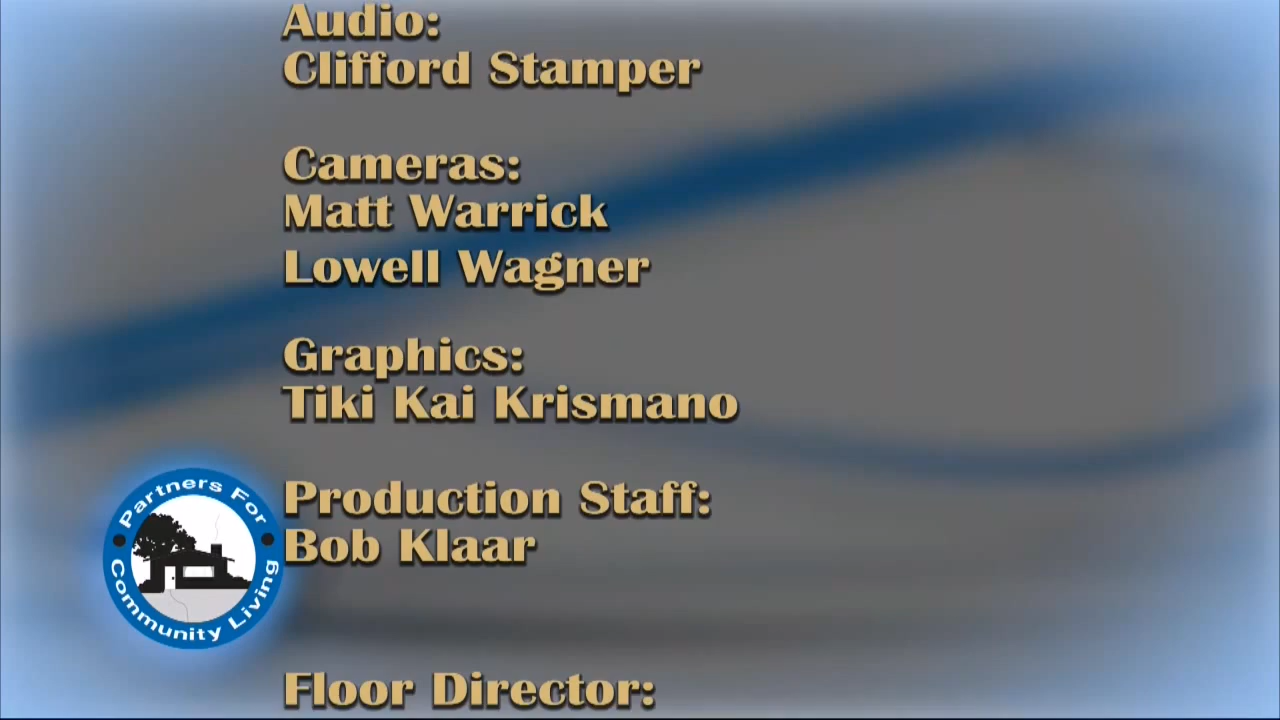 Audio:
Clifford Stamper
Cameras:
Matt Warrick
Lowell Wagner
Graphics:
Tiki Kai Krismano
Production Staff:
Bob Klaar
Partners For
Community Living
Floor Director: